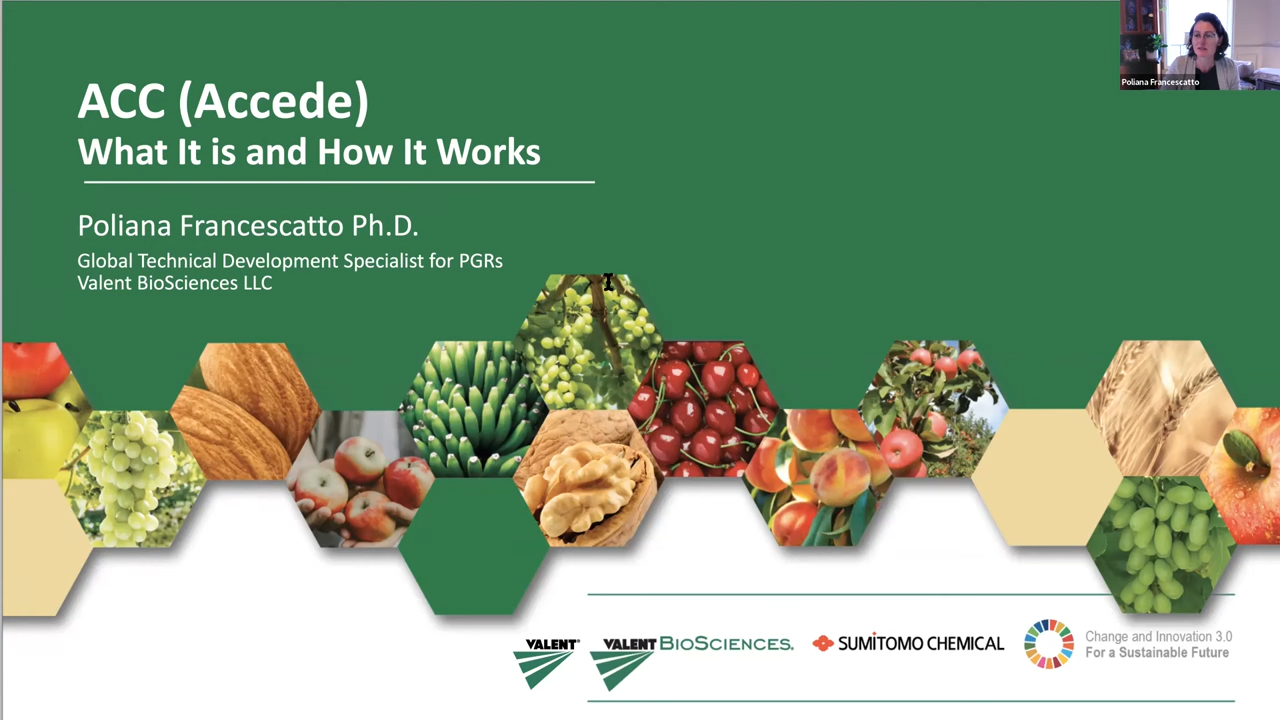 Poliana Francescatto
ACC (Accede)
What It is and How It Works
Poliana Francescatto Ph.D.
Global Technical Development Specialist for PGRs
Valent BioSciences LLC
VALENT®
VALENT BIOSCIENCES.
SUMITOMO CHEMICAL
Change and Innovation 3.0
For a Sustainable Future